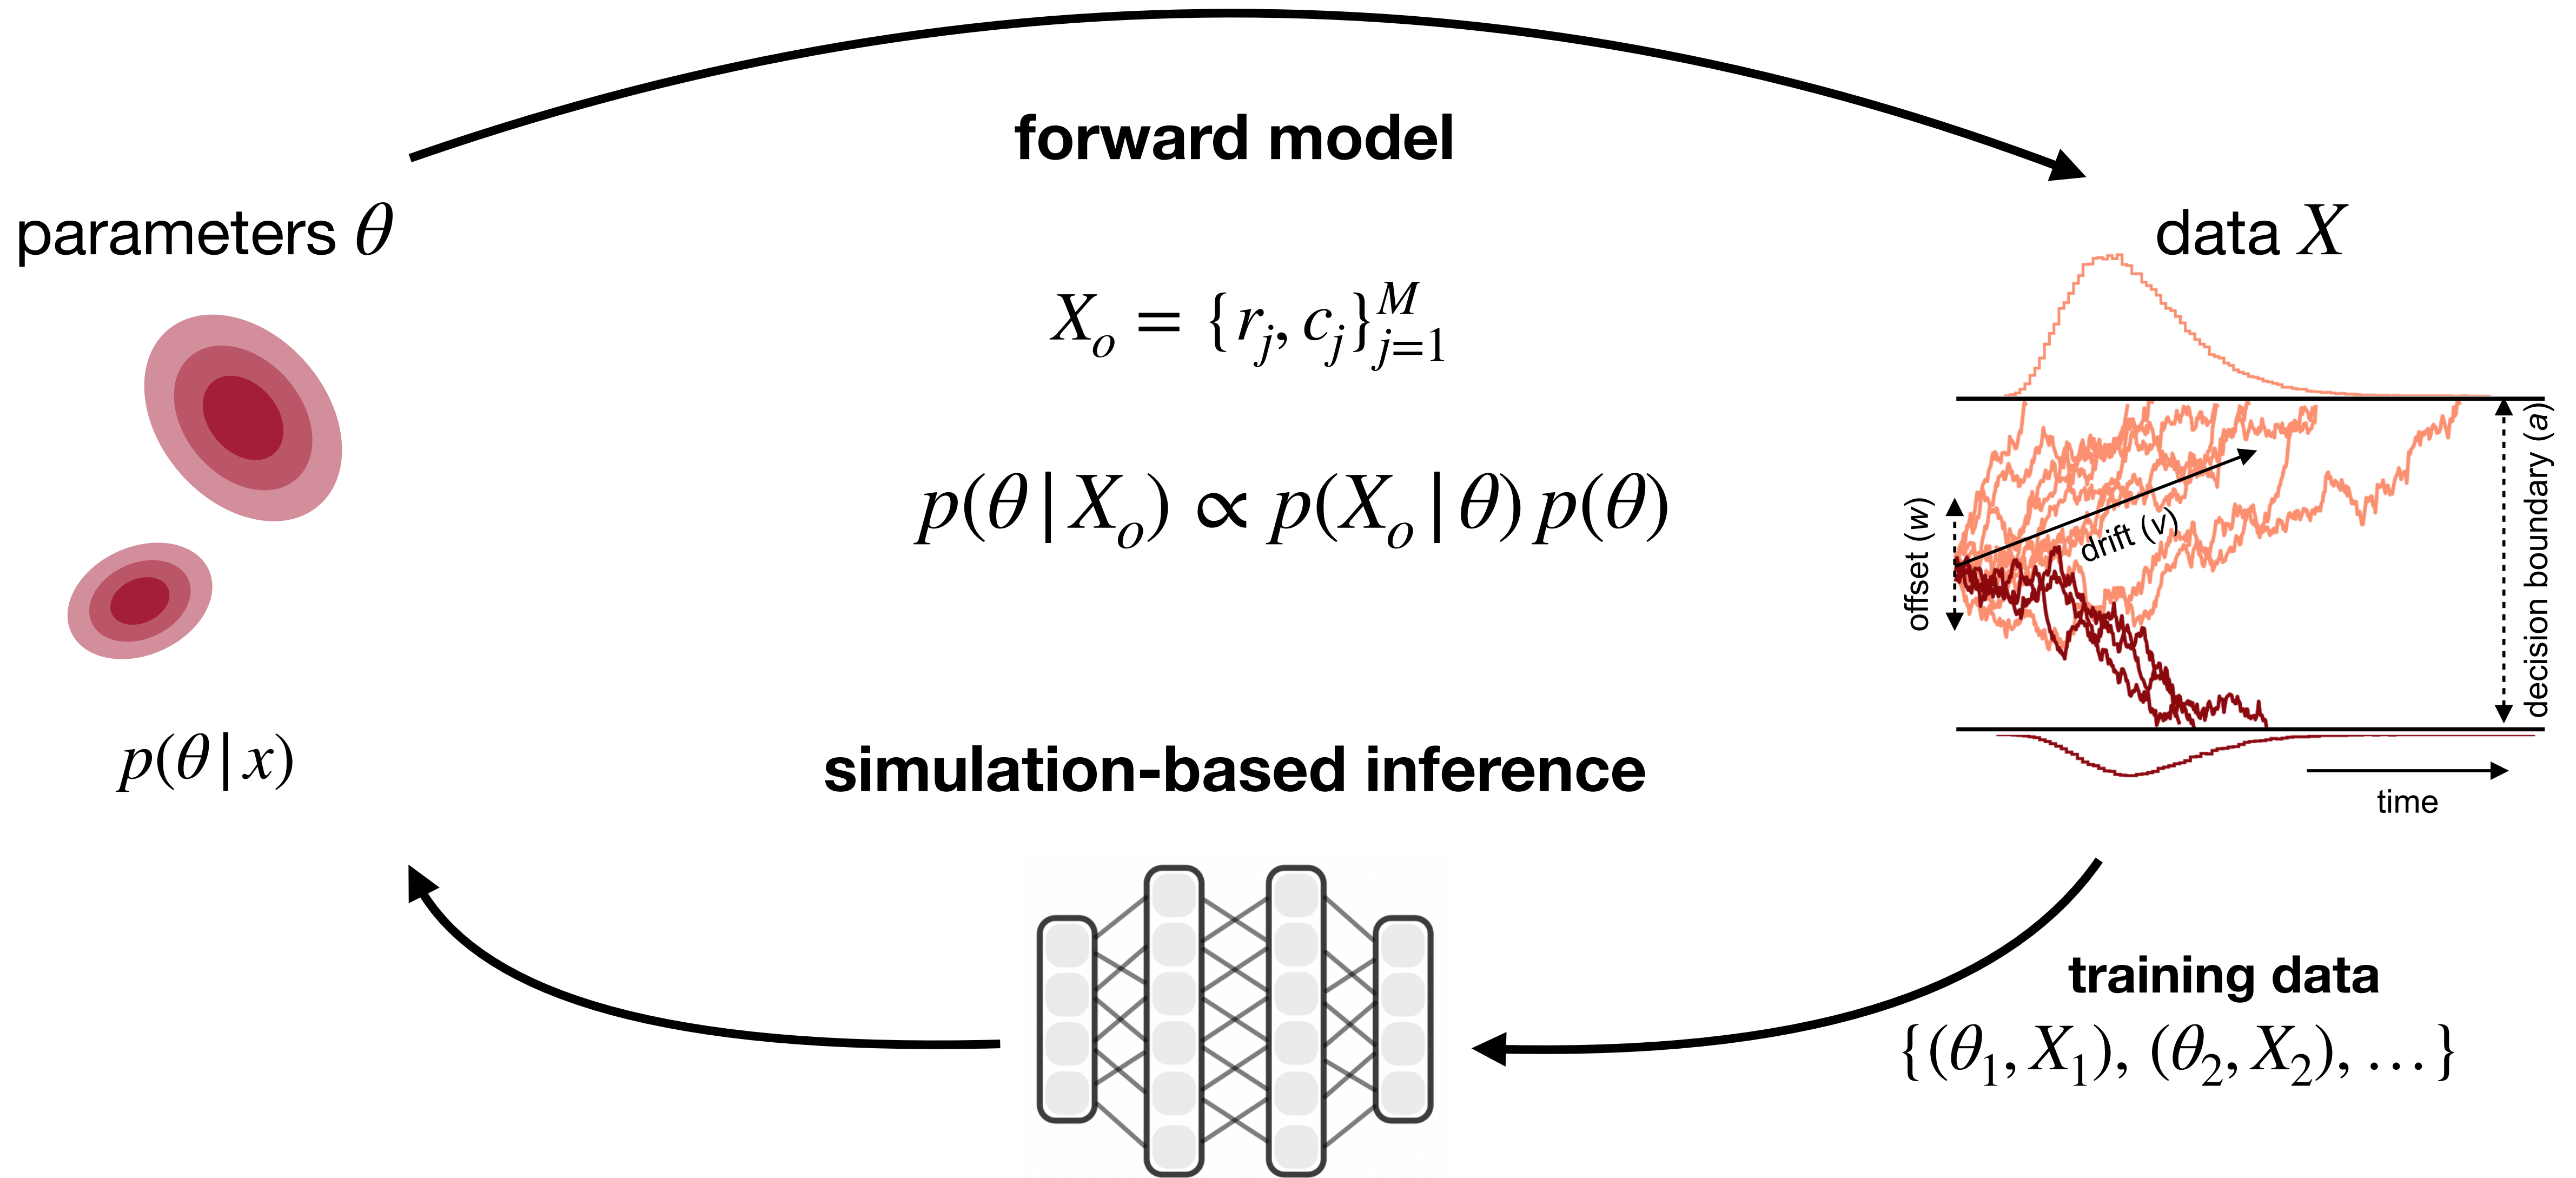 forward model
parameters θ
data X
X_o = {r_j, c_j}_{j=1}^M
p(θ | X_o) ∝ p(X_o | θ) p(θ)
offset (w)
drift (v)
decision boundary (a)
time
p(θ | x)
simulation-based inference
training data
{(θ_1, X_1), (θ_2, X_2), …}